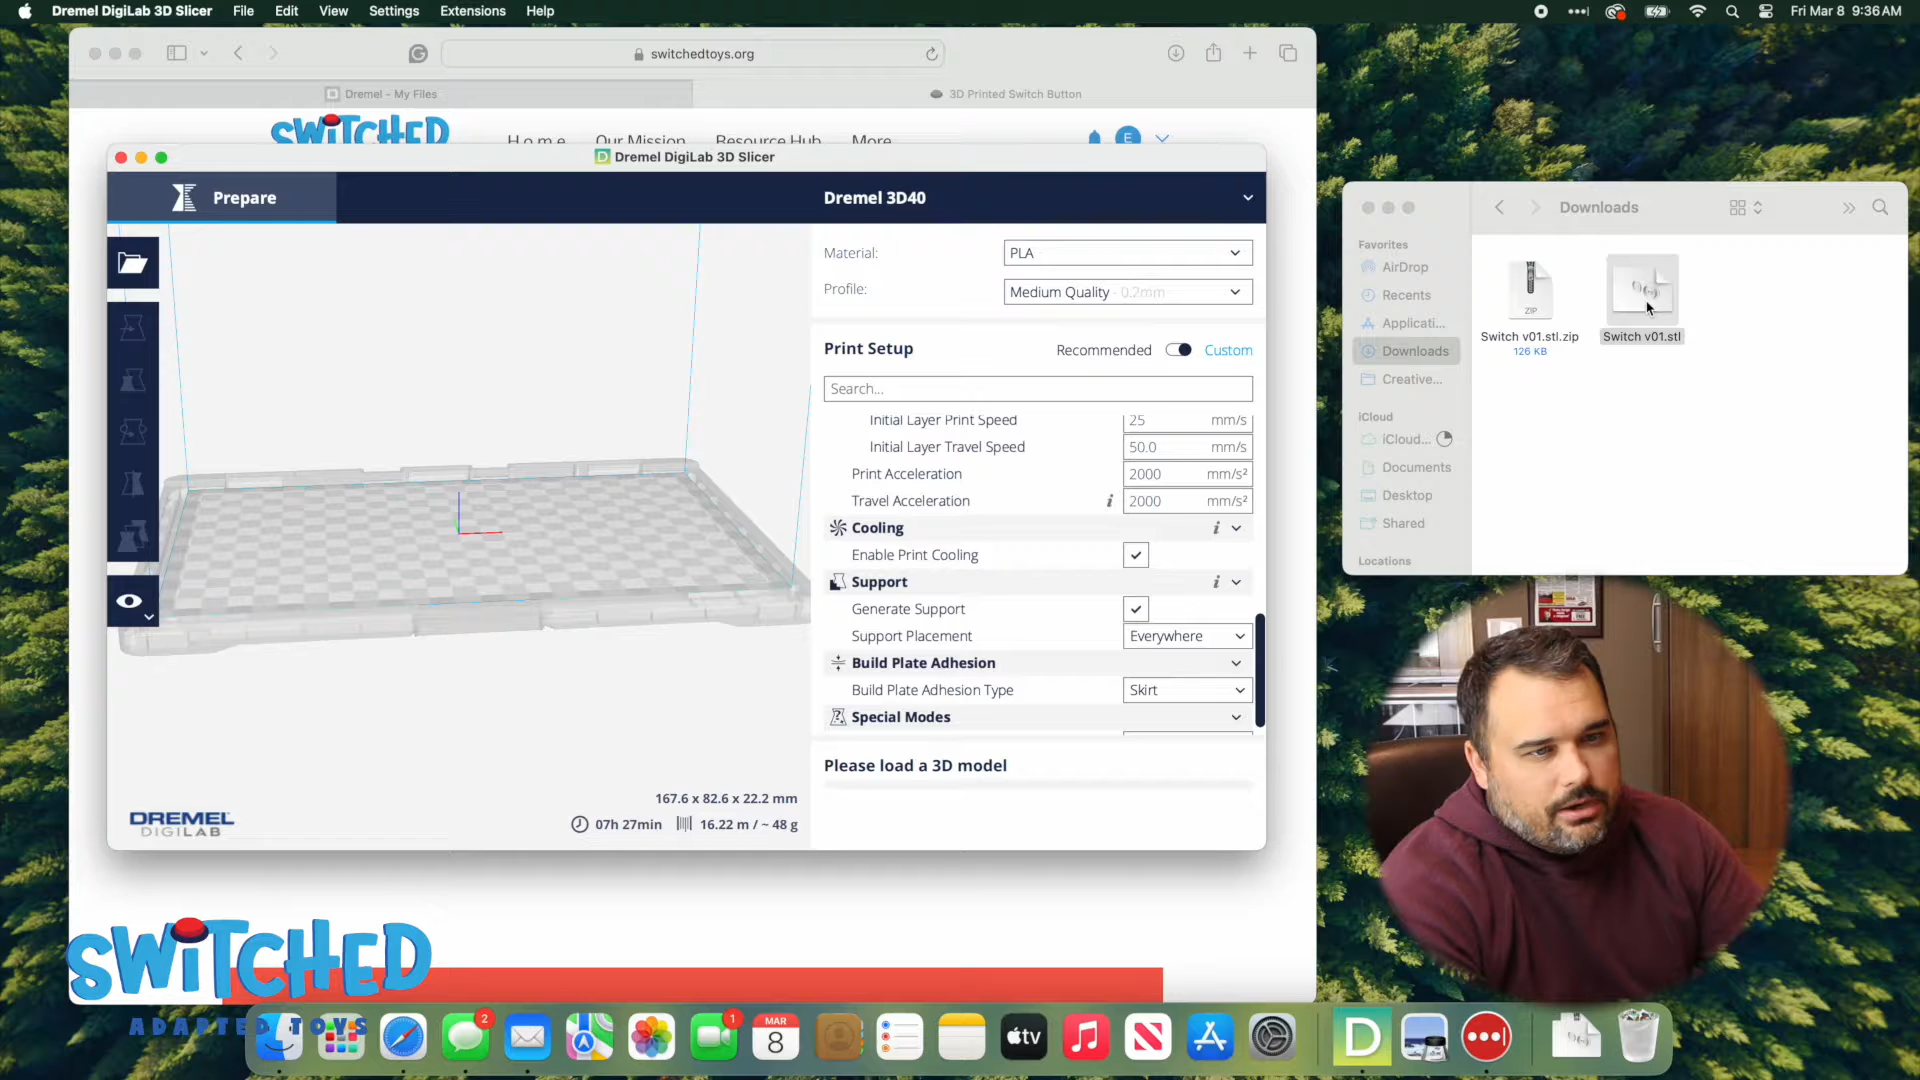 Dremel DigiLab 3D Slicer File Edit View Settings Extensions Help Fri Mar 8 9:36 AM
switchedtoys.org
Dremel - My Files 3D Printed Switch Button
SWiTCHED Home Our Mission Resource Hub More E
Dremel DigiLab 3D Slicer
Prepare Dremel 3D40
Material: PLA
Profile: Medium Quality - 0.2mm
Print Setup Recommended Custom
Search...
Initial Layer Print Speed 25 mm/s
Initial Layer Travel Speed 50.0 mm/s
Print Acceleration 2000 mm/s²
Travel Acceleration i 2000 mm/s²
Cooling i
Enable Print Cooling
Support i
Generate Support
Support Placement Everywhere
Build Plate Adhesion
Build Plate Adhesion Type Skirt
Special Modes
Please load a 3D model
167.6 x 82.6 x 22.2 mm
07h 27min 16.22 m / ~ 48 g
DREMEL
DIGILAB
Downloads
Favorites
AirDrop
Recents
Applicati...
Downloads
Creative...
iCloud
iCloud...
Documents
Desktop
Shared
Locations
ZIP
Switch v01.stl.zip
126 KB
Switch v01.stl
SWiTCHED
ADAPTED TOYS
2
1
MAR
8
tv
D